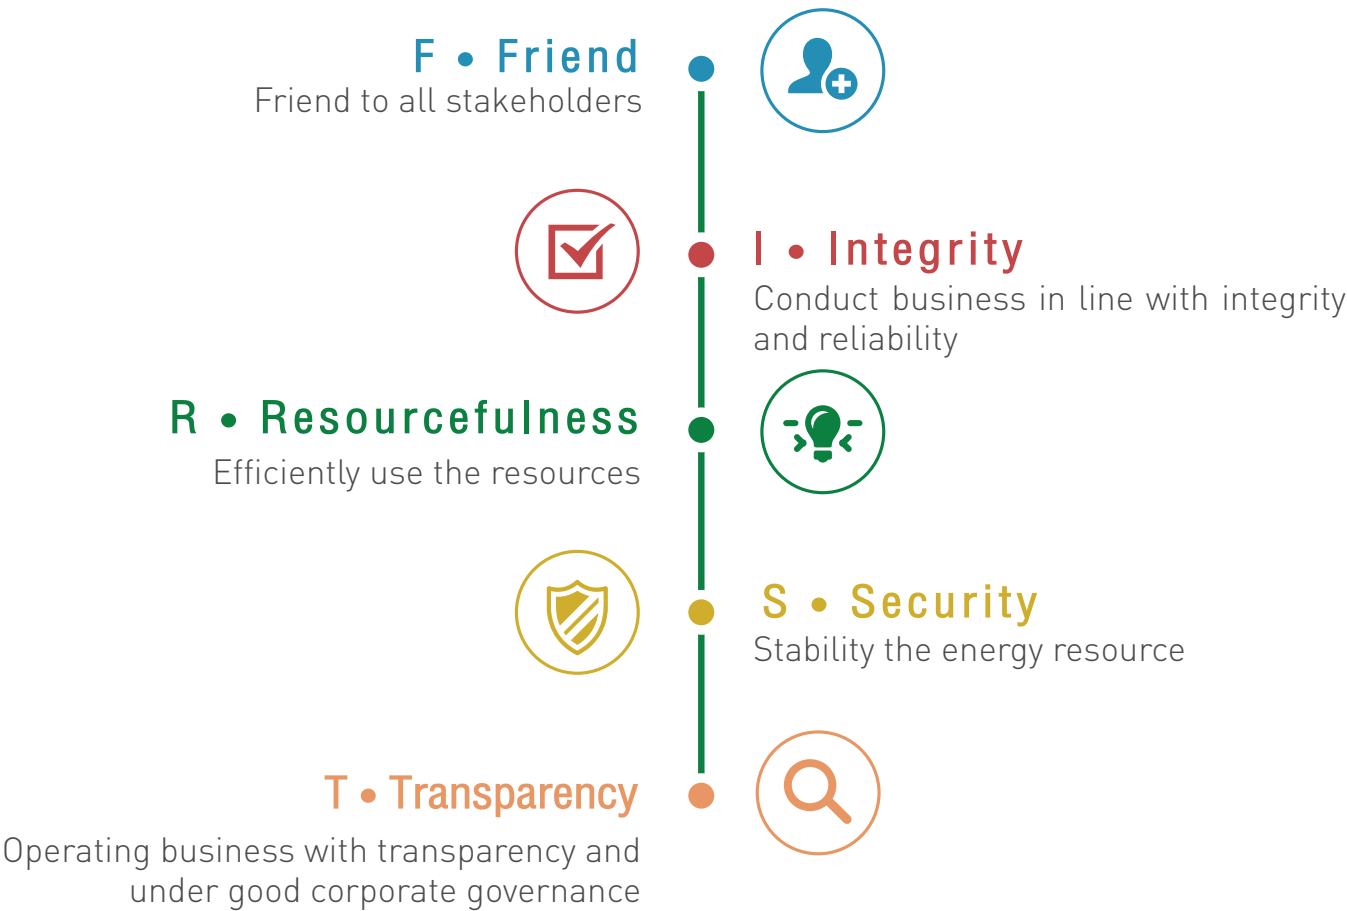 F • Friend
Friend to all stakeholders
I • Integrity
Conduct business in line with integrity
and reliability
R • Resourcefulness
Efficiently use the resources
S • Security
Stability the energy resource
T • Transparency
Operating business with transparency and
under good corporate governance